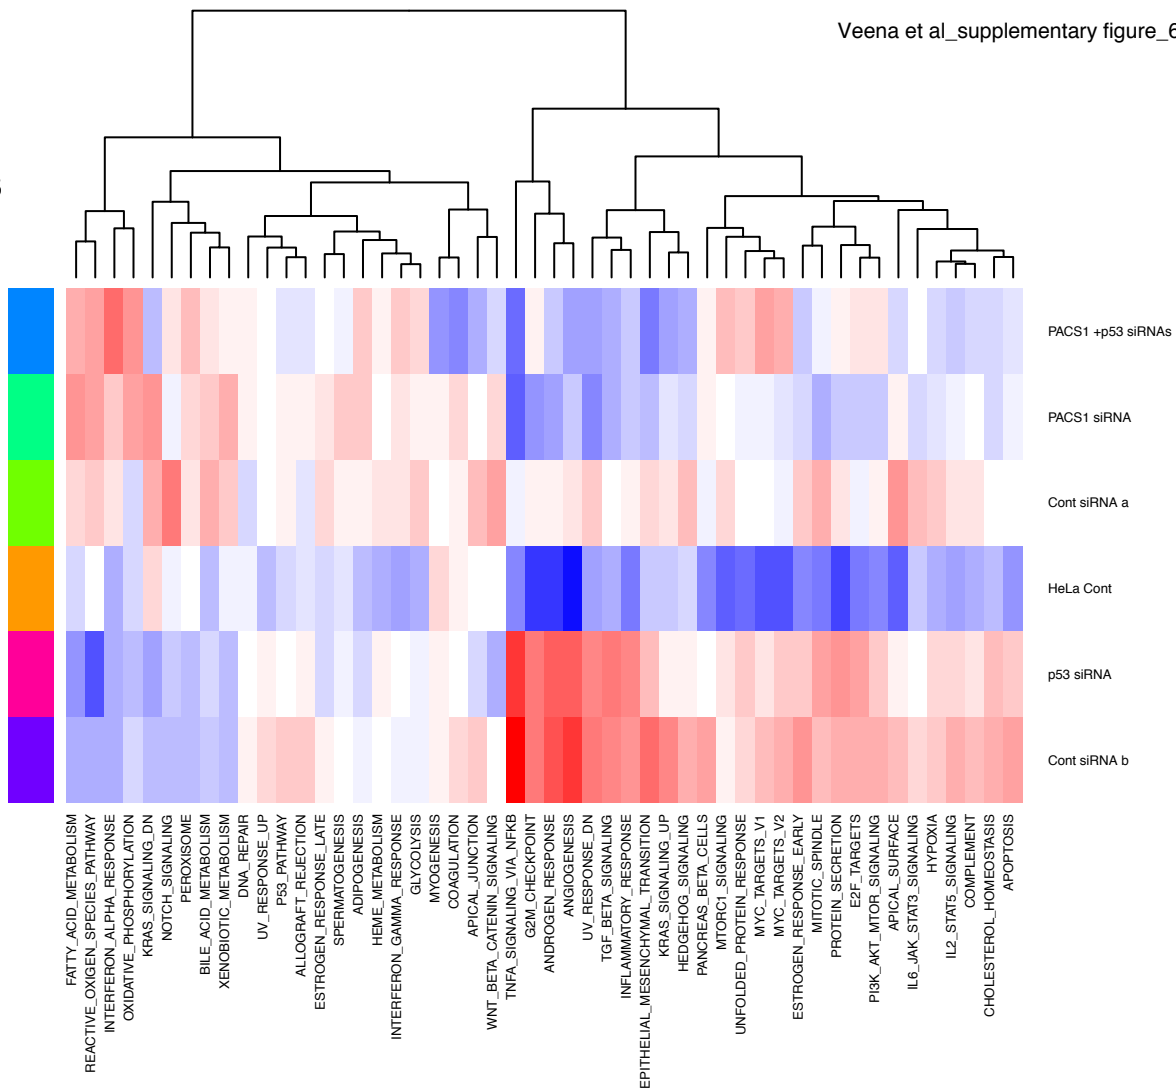 Veena et al_supplementary figure_6
PACS1 +p53 siRNAs
PACS1 siRNA
Cont siRNA a
HeLa Cont
p53 siRNA
Cont siRNA b
FATTY_ACID_METABOLISM
REACTIVE_OXIGEN_SPECIES_PATHWAY
INTERFERON_ALPHA_RESPONSE
OXIDATIVE_PHOSPHORYLATION
KRAS_SIGNALING_DN
NOTCH_SIGNALING
PEROXISOME
BILE_ACID_METABOLISM
XENOBIOTIC_METABOLISM
DNA_REPAIR
UV_RESPONSE_UP
P53_PATHWAY
ALLOGRAFT_REJECTION
ESTROGEN_RESPONSE_LATE
SPERMATOGENESIS
ADIPOGENESIS
HEME_METABOLISM
INTERFERON_GAMMA_RESPONSE
GLYCOLYSIS
MYOGENESIS
COAGULATION
APICAL_JUNCTION
WNT_BETA_CATENIN_SIGNALING
TNFA_SIGNALING_VIA_NFKB
G2M_CHECKPOINT
ANDROGEN_RESPONSE
ANGIOGENESIS
UV_RESPONSE_DN
TGF_BETA_SIGNALING
INFLAMMATORY_RESPONSE
EPITHELIAL_MESENCHYMAL_TRANSITION
KRAS_SIGNALING_UP
HEDGEHOG_SIGNALING
PANCREAS_BETA_CELLS
MTORC1_SIGNALING
UNFOLDED_PROTEIN_RESPONSE
MYC_TARGETS_V1
MYC_TARGETS_V2
ESTROGEN_RESPONSE_EARLY
MITOTIC_SPINDLE
PROTEIN_SECRETION
E2F_TARGETS
PI3K_AKT_MTOR_SIGNALING
APICAL_SURFACE
IL6_JAK_STAT3_SIGNALING
HYPOXIA
IL2_STAT5_SIGNALING
COMPLEMENT
CHOLESTEROL_HOMEOSTASIS
APOPTOSIS